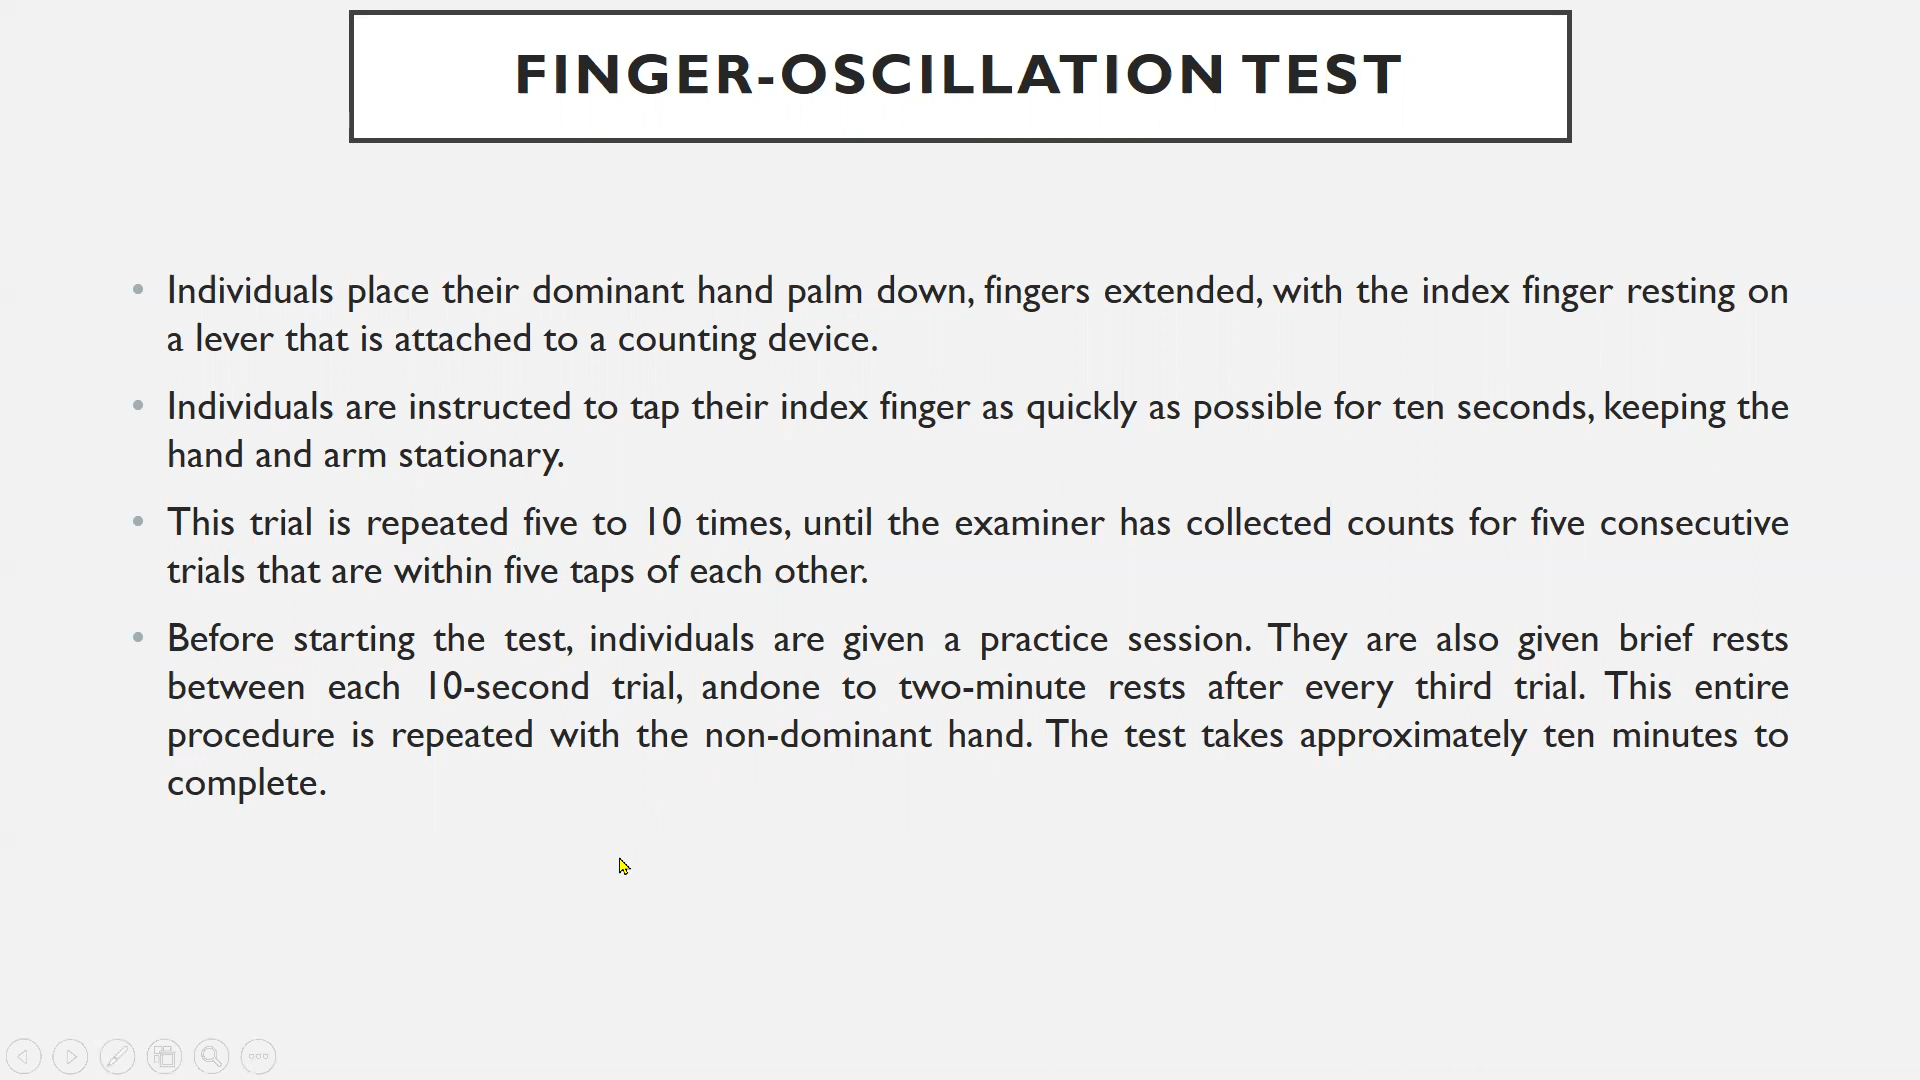 FINGER-OSCILLATION TEST
• Individuals place their dominant hand palm down, fingers extended, with the index finger resting on
a lever that is attached to a counting device.
• Individuals are instructed to tap their index finger as quickly as possible for ten seconds, keeping the
hand and arm stationary.
• This trial is repeated five to 10 times, until the examiner has collected counts for five consecutive
trials that are within five taps of each other.
• Before starting the test, individuals are given a practice session. They are also given brief rests
between each 10-second trial, andone to two-minute rests after every third trial. This entire
procedure is repeated with the non-dominant hand. The test takes approximately ten minutes to
complete.